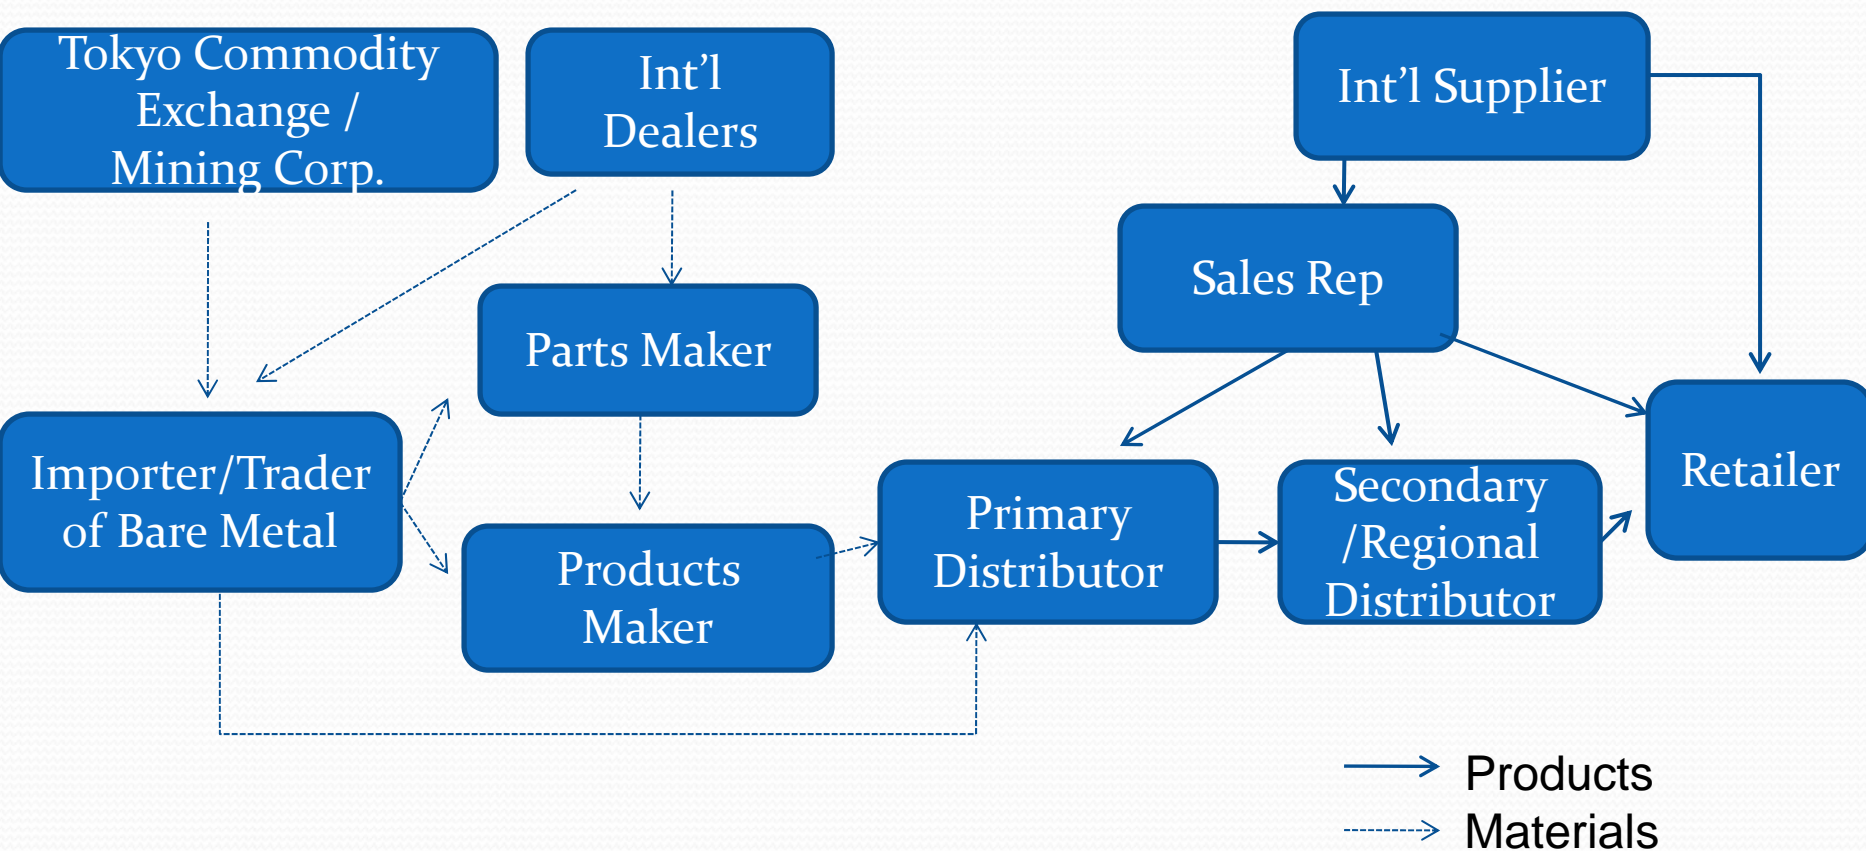 Tokyo Commodity
Exchange /
Mining Corp.
Int’l
Dealers
Int’l Supplier
Sales Rep
Parts Maker
Importer/Trader
of Bare Metal
Products
Maker
Primary
Distributor
Secondary
/Regional
Distributor
Retailer
Products
Materials